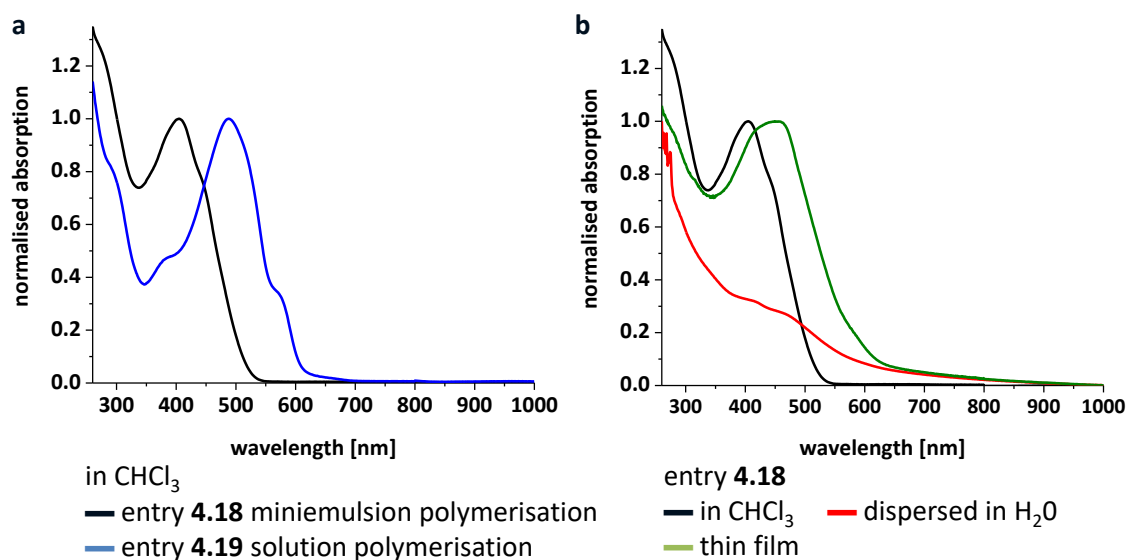 a
normalised absorption
1.2
1.0
0.8
0.6
0.4
0.2
0.0
300 400 500 600 700 800 900 1000
wavelength [nm]
in CHCl₃
entry 4.18 miniemulsion polymerisation
entry 4.19 solution polymerisation
b
normalised absorption
1.2
1.0
0.8
0.6
0.4
0.2
0.0
300 400 500 600 700 800 900 1000
wavelength [nm]
entry 4.18
in CHCl₃ dispersed in H₂0
thin film